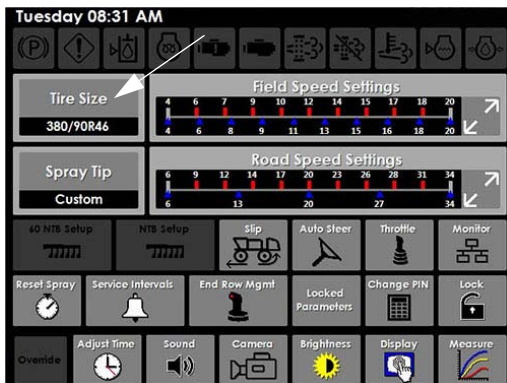 Tuesday 08:31 AM
(P)
Tire Size
380/90R46
Field Speed Settings
4 6 7 9 10 12 14 15 17 18 20
4 6 8 9 11 13 15 16 18 20
Spray Tip
Custom
Road Speed Settings
6 9 12 14 17 20 23 26 28 31 34
6 13 20 27 34
60 NTB Setup
NTB Setup
Slip
Auto Steer
Throttle
Monitor
Reset Spray
Service Intervals
End Row Mgmt
Locked
Parameters
Change PIN
Lock
Override
Adjust Time
Sound
Camera
Brightness
Display
Measure